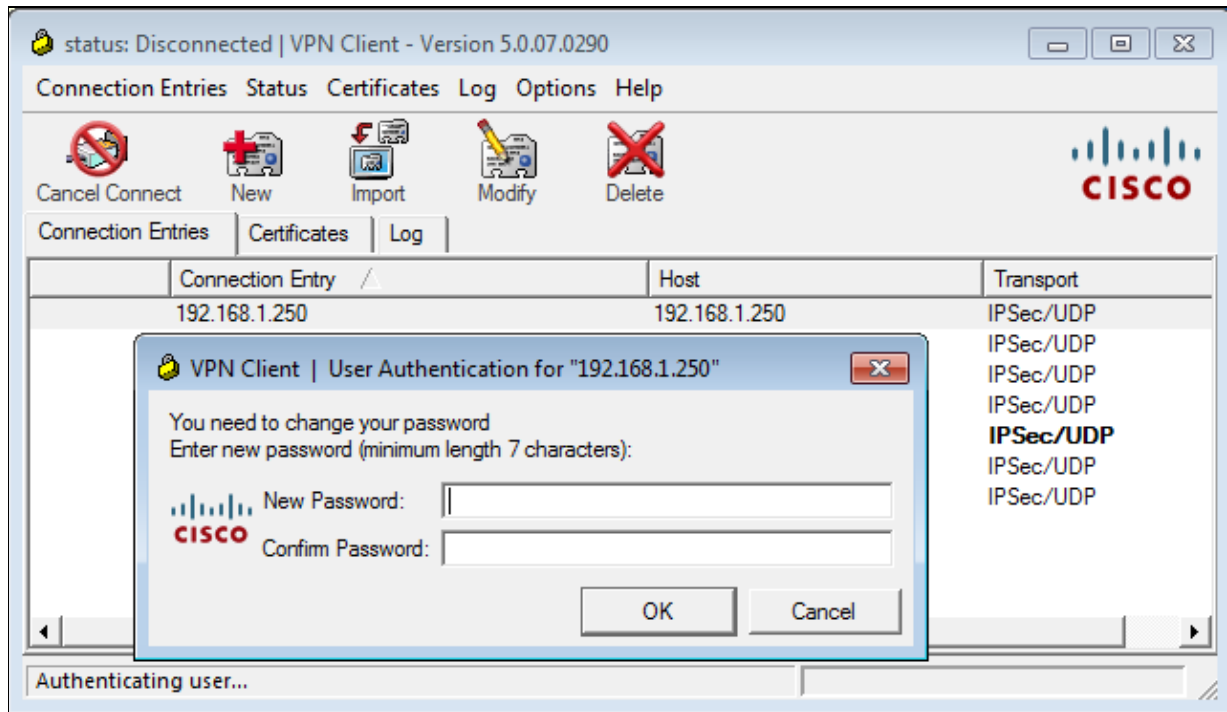 status: Disconnected | VPN Client - Version 5.0.07.0290
Connection Entries Status Certificates Log Options Help
Cancel Connect New Import Modify Delete
CISCO
Connection Entries Certificates Log
Connection Entry Host Transport
192.168.1.250 192.168.1.250 IPSec/UDP
IPSec/UDP
VPN Client | User Authentication for "192.168.1.250"
IPSec/UDP
IPSec/UDP
You need to change your password
IPSec/UDP
Enter new password (minimum length 7 characters):
IPSec/UDP
IPSec/UDP
New Password:
CISCO
Confirm Password:
OK Cancel
Authenticating user...